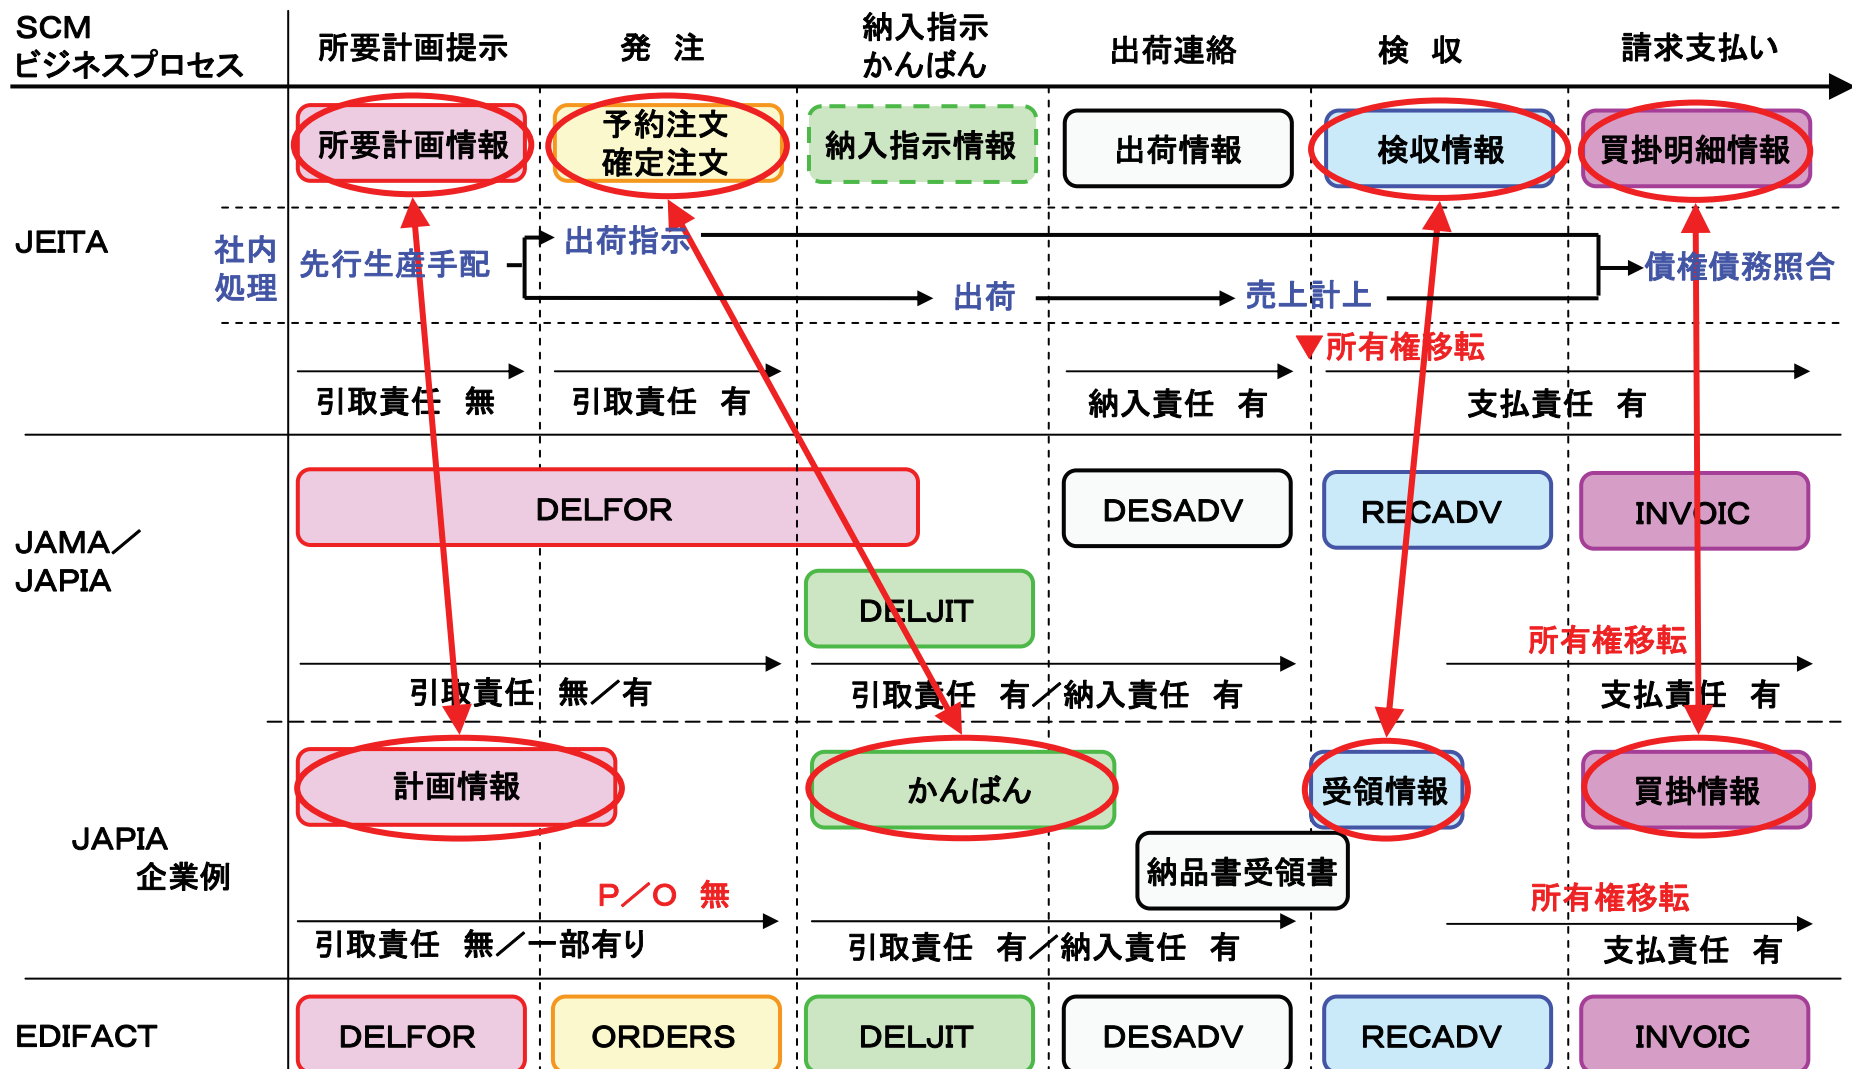 SCM
ビジネスプロセス
所要計画提示
発　注
納入指示
かんばん
出荷連絡
検　収
請求支払い
JEITA
所要計画情報
予約注文
確定注文
納入指示情報
出荷情報
検収情報
買掛明細情報
社内
処理
先行生産手配
出荷指示
出荷
売上計上
債権債務照合
▼所有権移転
引取責任　無
引取責任　有
納入責任　有
支払責任　有
JAMA／
JAPIA
DELFOR
DESADV
RECADV
INVOIC
DELJIT
所有権移転
引取責任　無／有
引取責任　有／納入責任　有
支払責任　有
JAPIA
企業例
計画情報
かんばん
受領情報
買掛情報
納品書受領書
P／O　無
所有権移転
引取責任　無／一部有り
引取責任　有／納入責任　有
支払責任　有
EDIFACT
DELFOR
ORDERS
DELJIT
DESADV
RECADV
INVOIC